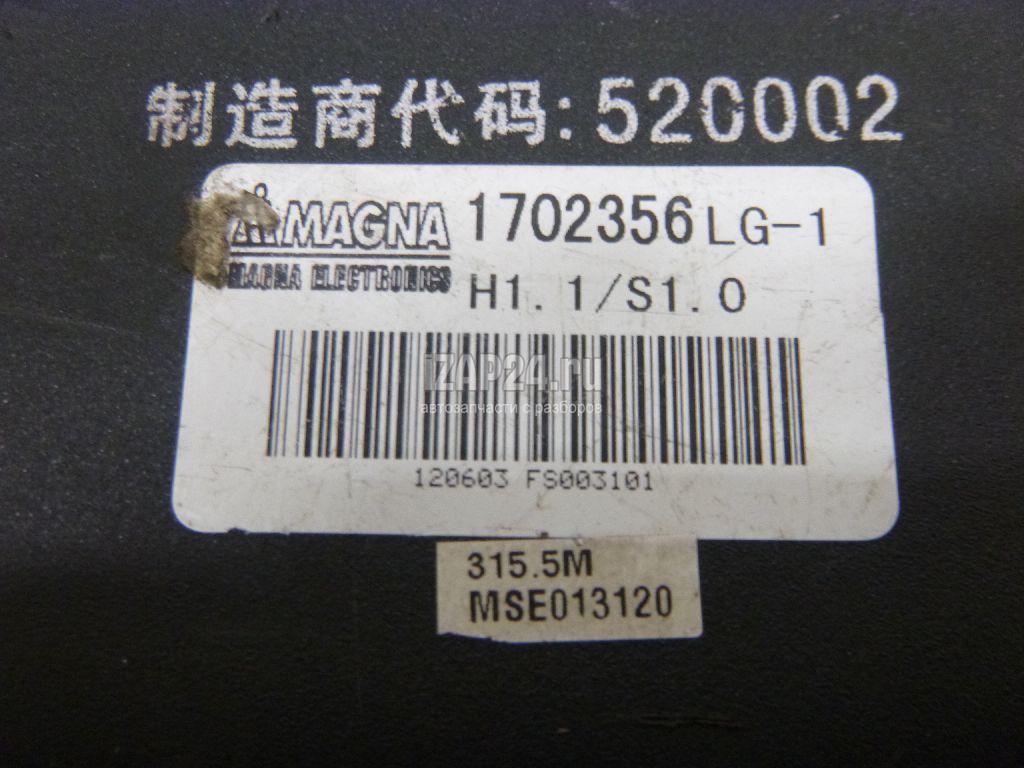 制造商代码:520002
MAGNA 1702356 LG-1
MAGNA ELECTRONICS H1.1/S1.0
iZAP24.ru
автозапчасти с разборов
120603 FS003101
315.5M
MSE013120